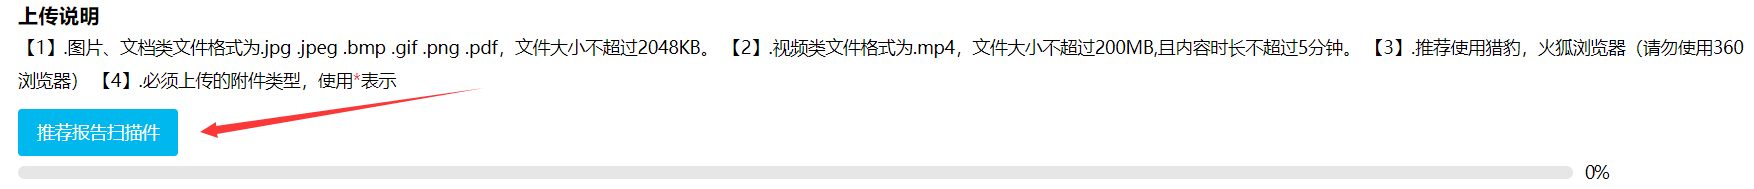 上传说明
【1】.图片、文档类文件格式为.jpg .jpeg .bmp .gif .png .pdf，文件大小不超过2048KB。 【2】.视频类文件格式为.mp4，文件大小不超过200MB,且内容时长不超过5分钟。 【3】.推荐使用猎豹，火狐浏览器（请勿使用360
浏览器） 【4】.必须上传的附件类型，使用*表示
推荐报告扫描件
0%